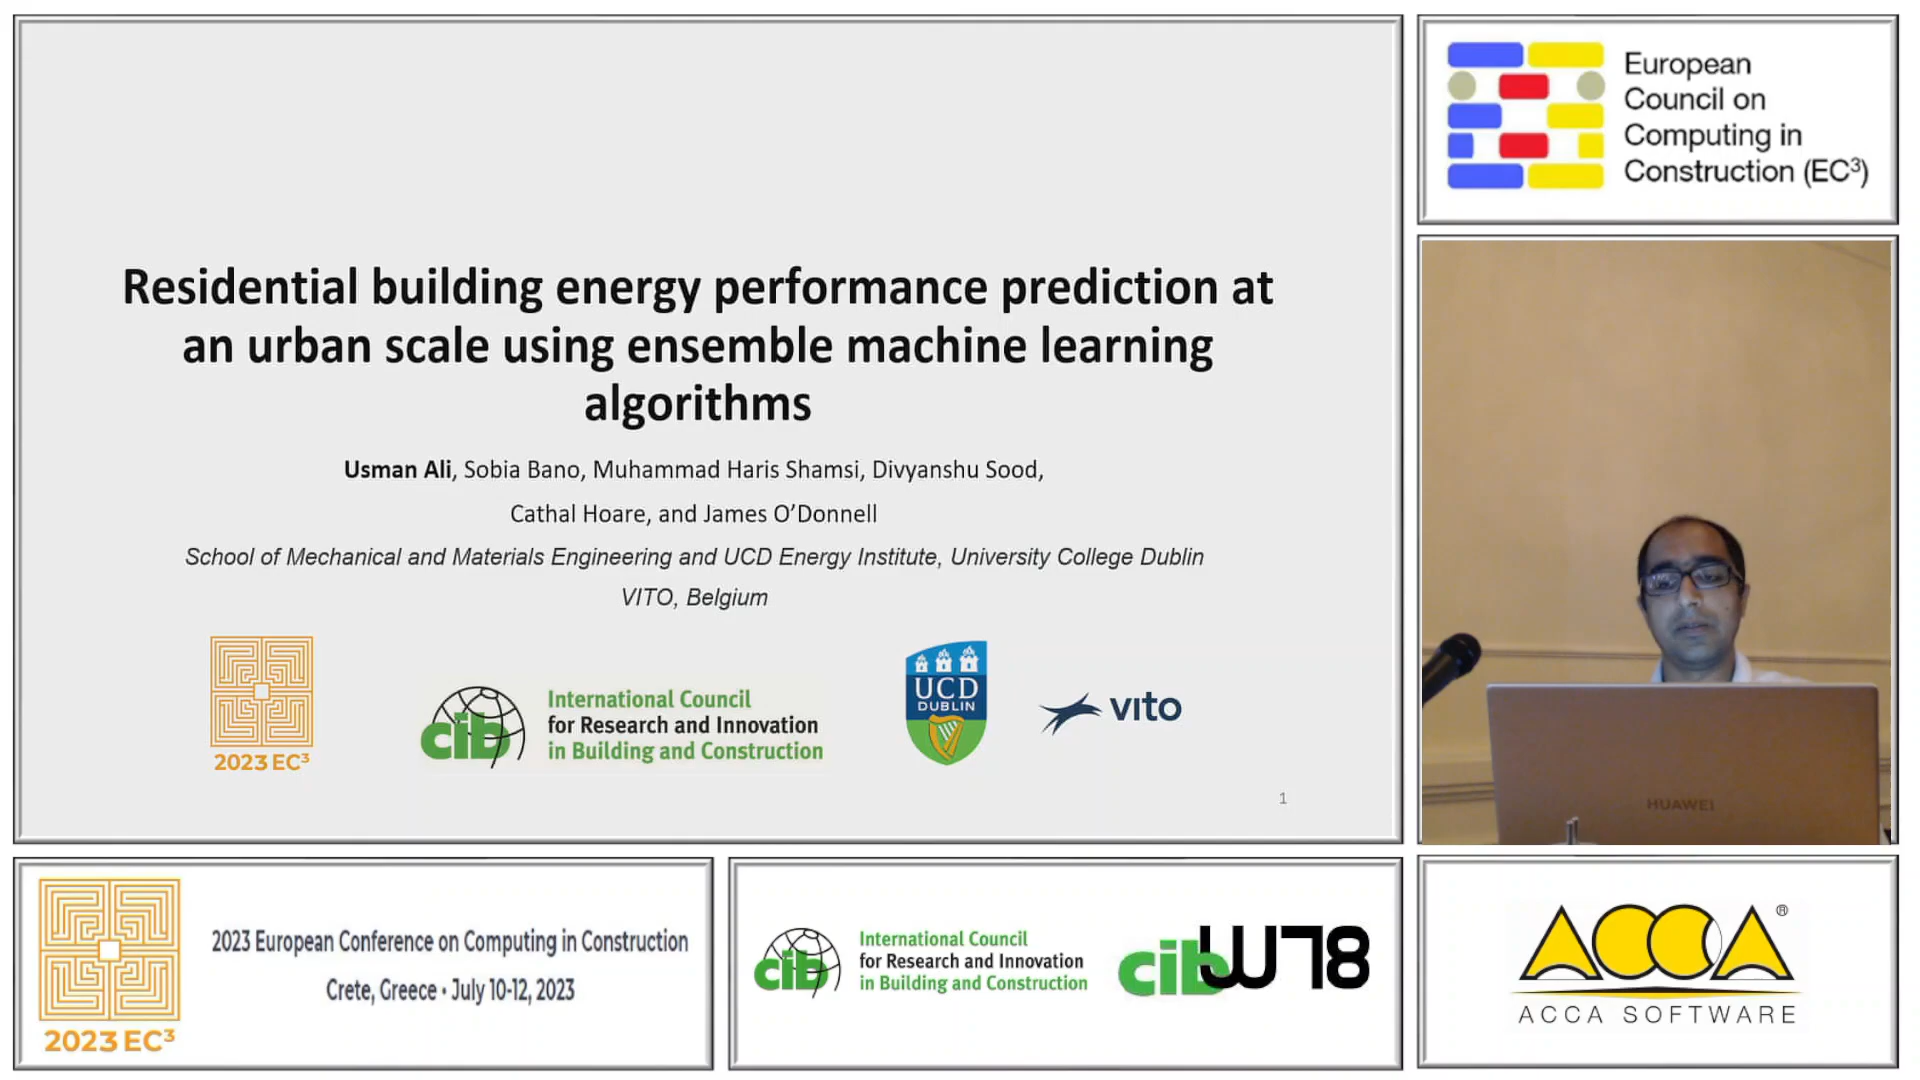 Residential building energy performance prediction at
an urban scale using ensemble machine learning
algorithms
Usman Ali, Sobia Bano, Muhammad Haris Shamsi, Divyanshu Sood,
Cathal Hoare, and James O’Donnell
School of Mechanical and Materials Engineering and UCD Energy Institute, University College Dublin
VITO, Belgium
2023 EC³
cib
International Council
for Research and Innovation
in Building and Construction
UCD
DUBLIN
vito
1
European
Council on
Computing in
Construction (EC³)
HUAWEI
2023 EC³
2023 European Conference on Computing in Construction
Crete, Greece • July 10-12, 2023
cib
International Council
for Research and Innovation
in Building and Construction
cib W78
ACCA®
ACCA SOFTWARE